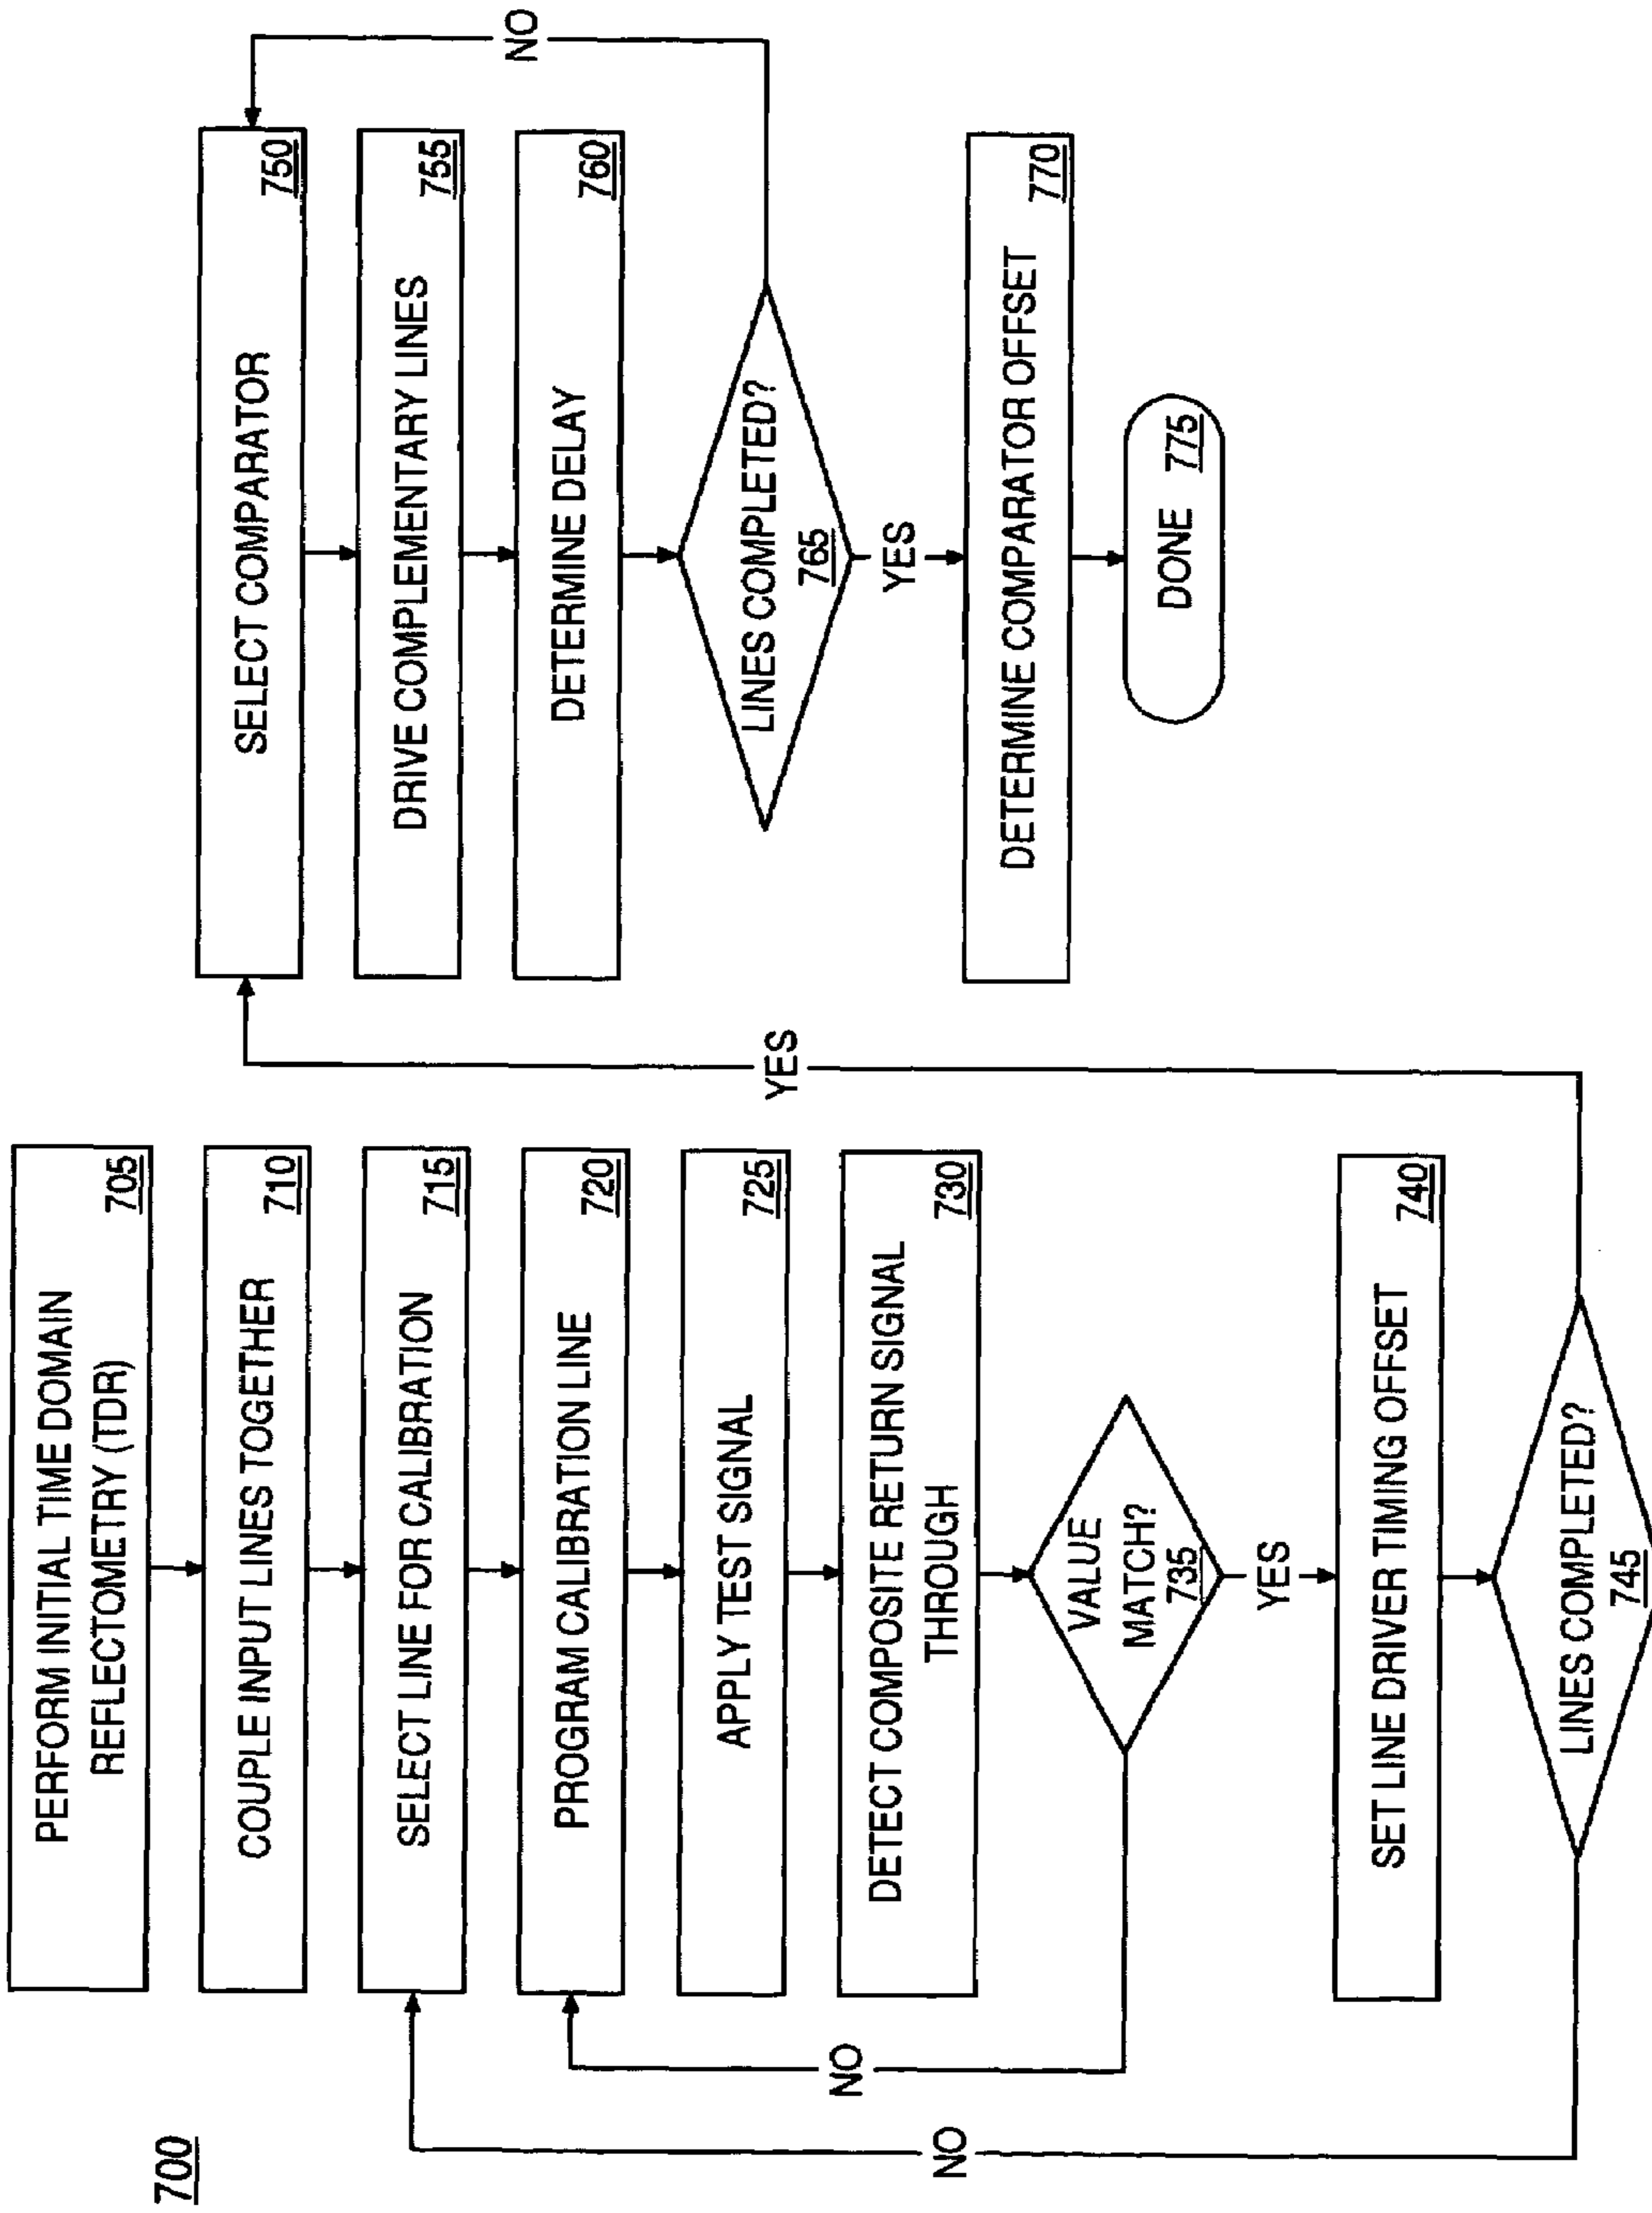 700
PERFORM INITIAL TIME DOMAIN
REFLECTOMETRY (TDR)
705
COUPLE INPUT LINES TOGETHER
710
SELECT LINE FOR CALIBRATION
715
PROGRAM CALIBRATION LINE
720
APPLY TEST SIGNAL
725
DETECT COMPOSITE RETURN SIGNAL
THROUGH
730
VALUE
MATCH?
735
NO
YES
SET LINE DRIVER TIMING OFFSET
740
LINES COMPLETED?
745
NO
YES
SELECT COMPARATOR
750
DRIVE COMPLEMENTARY LINES
755
DETERMINE DELAY
760
LINES COMPLETED?
765
NO
YES
DETERMINE COMPARATOR OFFSET
770
DONE 775